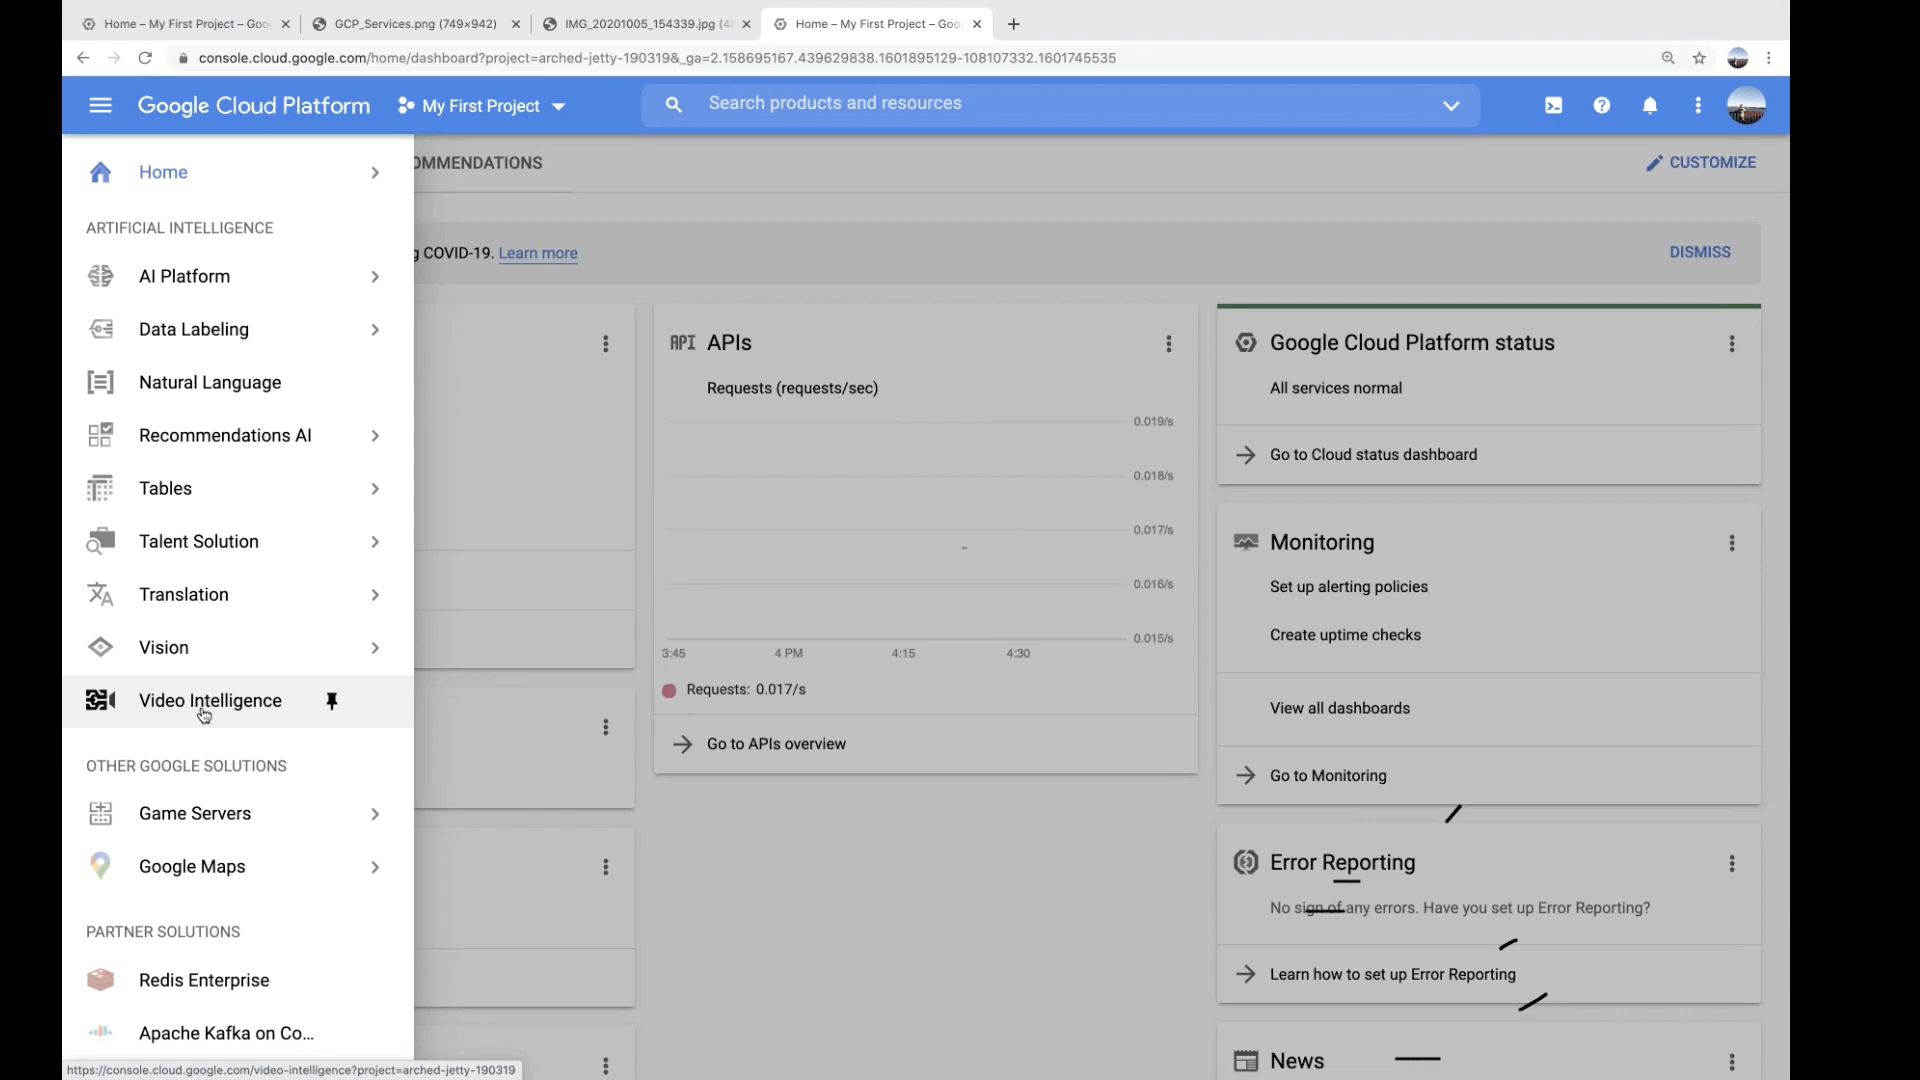 Home – My First Project – Goo
GCP_Services.png (749×942)
IMG_20201005_154339.jpg (4
Home – My First Project – Goo
console.cloud.google.com/home/dashboard?project=arched-jetty-190319&_ga=2.158695167.439629838.1601895129-108107332.1601745535
Google Cloud Platform
My First Project
Search products and resources
Home
OMMENDATIONS
CUSTOMIZE
ARTIFICIAL INTELLIGENCE
AI Platform
Data Labeling
Natural Language
Recommendations AI
Tables
Talent Solution
Translation
Vision
Video Intelligence
OTHER GOOGLE SOLUTIONS
Game Servers
Google Maps
PARTNER SOLUTIONS
Redis Enterprise
Apache Kafka on Co...
https://console.cloud.google.com/video-intelligence?project=arched-jetty-190319
g COVID-19. Learn more
DISMISS
API APIs
Requests (requests/sec)
0.019/s
0.018/s
0.017/s
0.016/s
0.015/s
3:45 4 PM 4:15 4:30
Requests: 0.017/s
Go to APIs overview
Google Cloud Platform status
All services normal
Go to Cloud status dashboard
Monitoring
Set up alerting policies
Create uptime checks
View all dashboards
Go to Monitoring
Error Reporting
No sign of any errors. Have you set up Error Reporting?
Learn how to set up Error Reporting
News